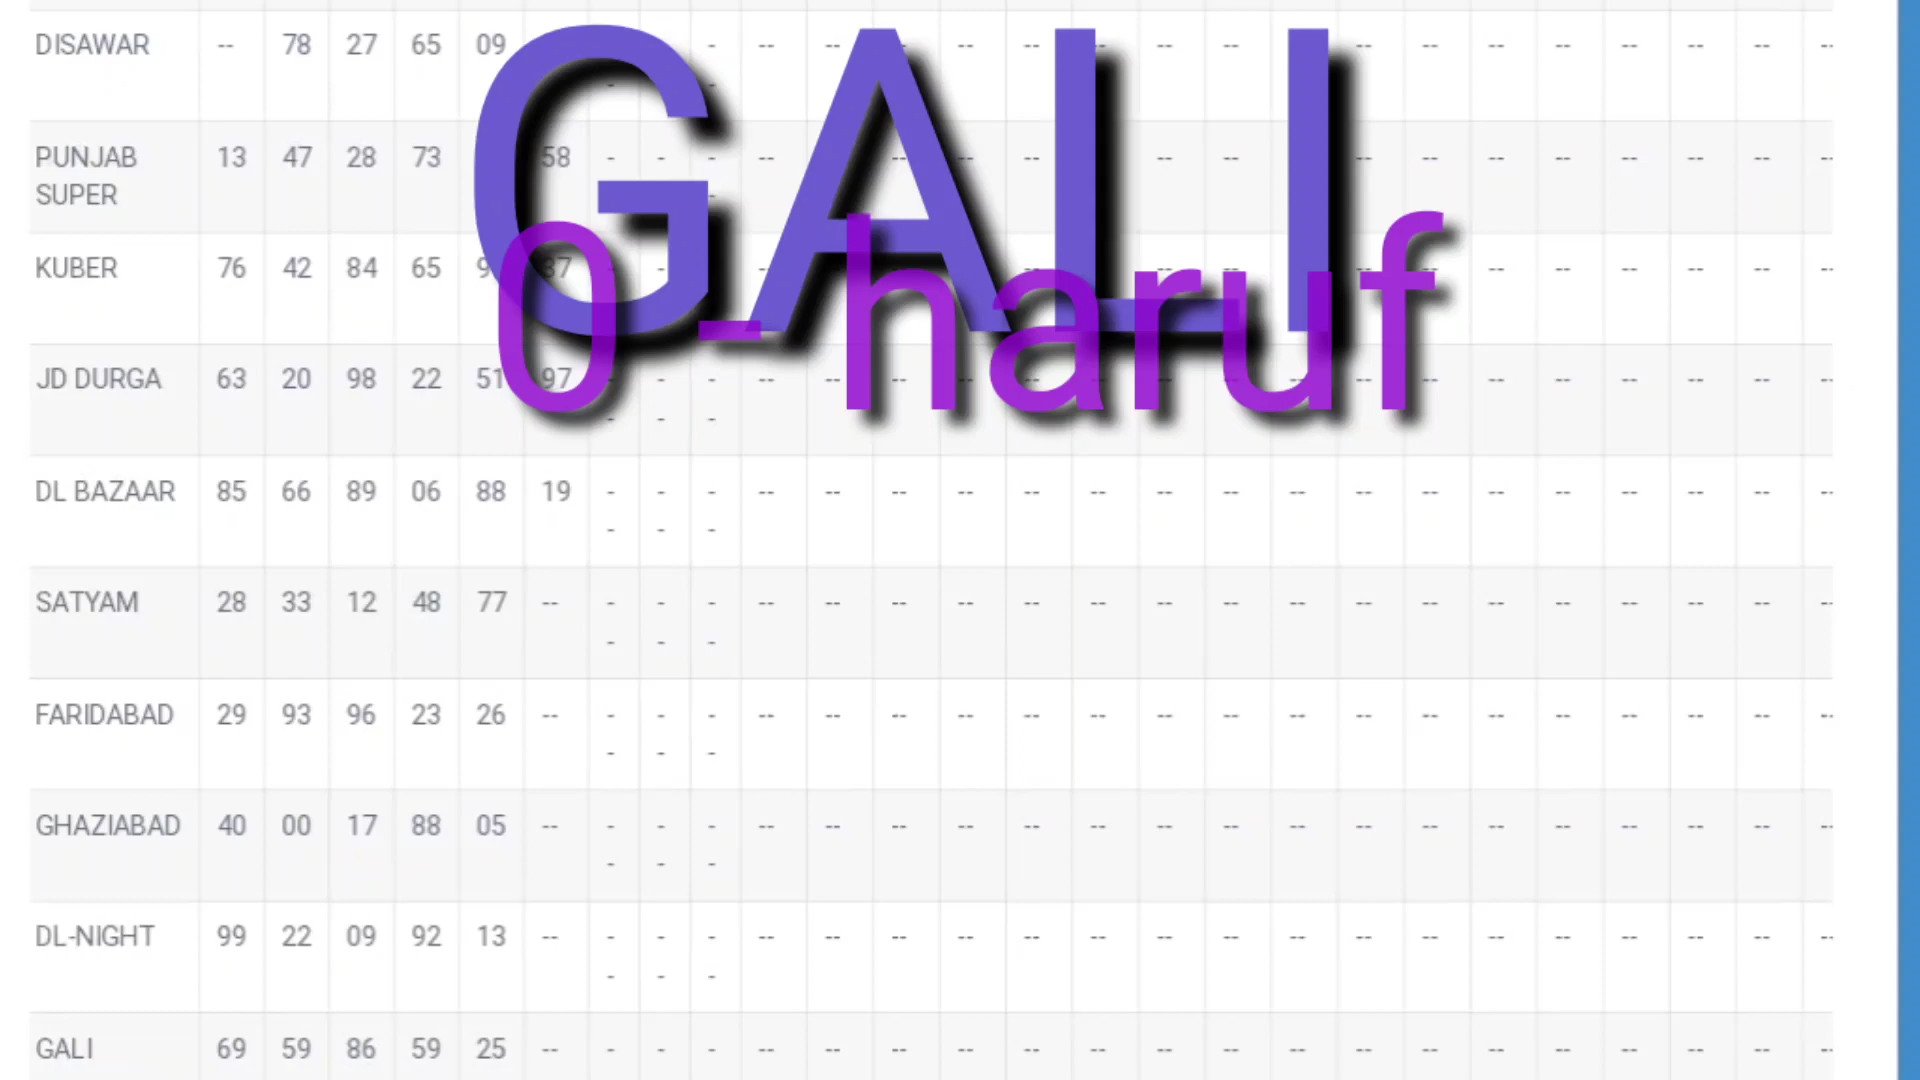 GALI
0 - haruf
DISAWAR -- 78 27 65 09 - -- -- -- -- -- -- -- -- -- -- -- -- -- -- --
-
PUNJAB 13 47 28 73 58 - - - -- -- -- -- -- -- -- -- -- -- -- -- -- --
SUPER -
KUBER 76 42 84 65 37 - - -- -- -- -- -- -- -- -- -- -- --
JD DURGA 63 20 98 22 51 97 - - - -- -- -- -- -- -- -- -- -- -- -- -- --
- - -
DL BAZAAR 85 66 89 06 88 19 - - - -- -- -- -- -- -- -- -- -- -- -- -- -- -- -- -- --
- - -
SATYAM 28 33 12 48 77 -- - - - -- -- -- -- -- -- -- -- -- -- -- -- -- -- -- -- --
- - -
FARIDABAD 29 93 96 23 26 -- - - - -- -- -- -- -- -- -- -- -- -- -- -- -- -- -- -- --
- - -
GHAZIABAD 40 00 17 88 05 -- - - - -- -- -- -- -- -- -- -- -- -- -- -- -- -- -- -- --
- - -
DL-NIGHT 99 22 09 92 13 -- - - - -- -- -- -- -- -- -- -- -- -- -- -- -- -- -- -- --
- - -
GALI 69 59 86 59 25 -- - - - -- -- -- -- -- -- -- -- -- -- -- -- -- -- -- -- --